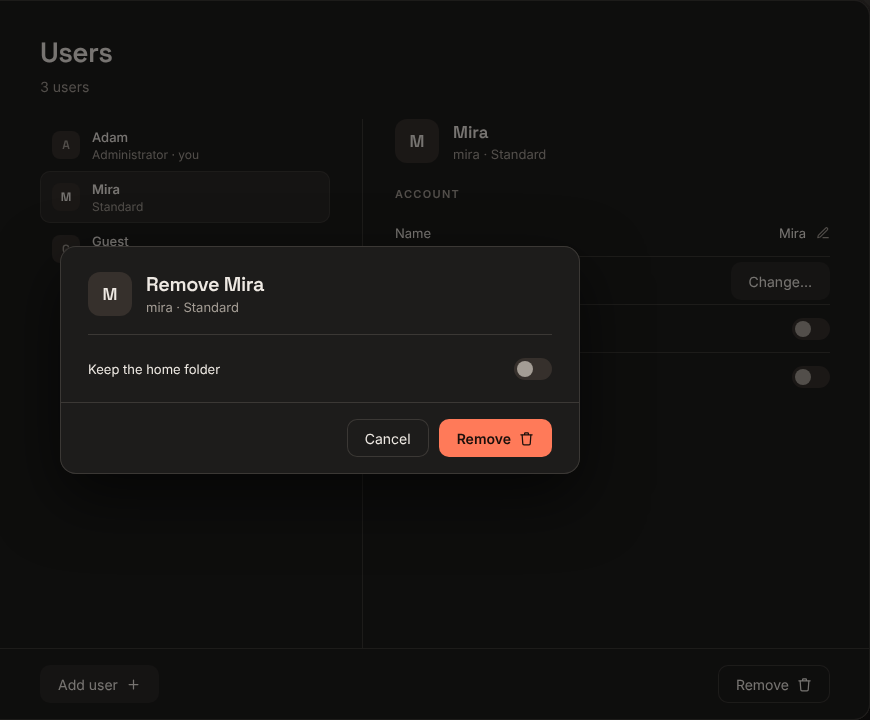 Users
3 users
A
Adam
Administrator · you
M
Mira
Standard
Guest
M
Mira
mira · Standard
ACCOUNT
Name
Mira
Change...
M
Remove Mira
mira · Standard
Keep the home folder
Cancel
Remove
Add user +
Remove